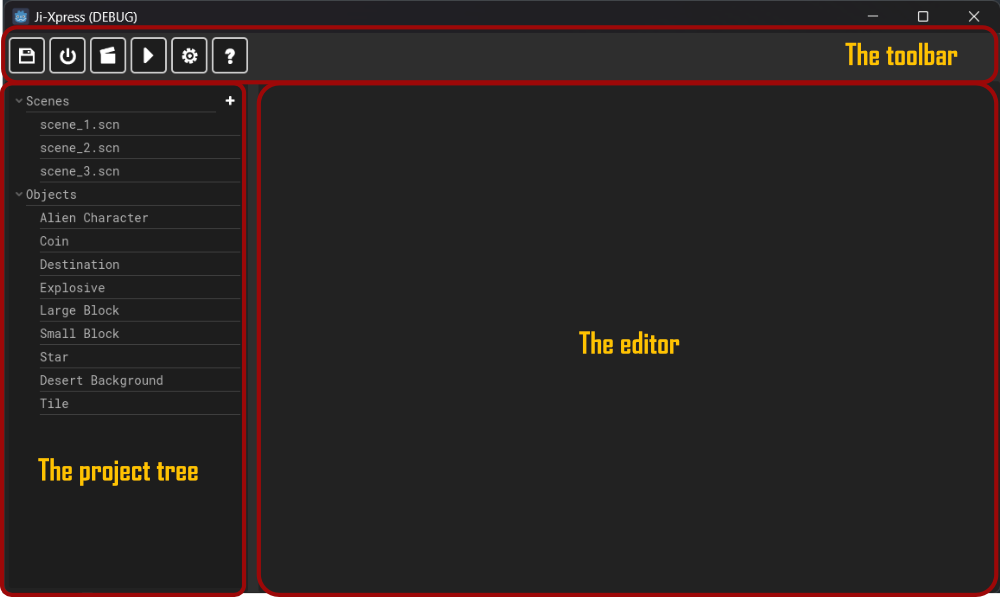 Ji-Xpress (DEBUG)
?
The toolbar
Scenes
scene_1.scn
scene_2.scn
scene_3.scn
Objects
Alien Character
Coin
Destination
Explosive
Large Block
Small Block
Star
Desert Background
Tile
The project tree
The editor